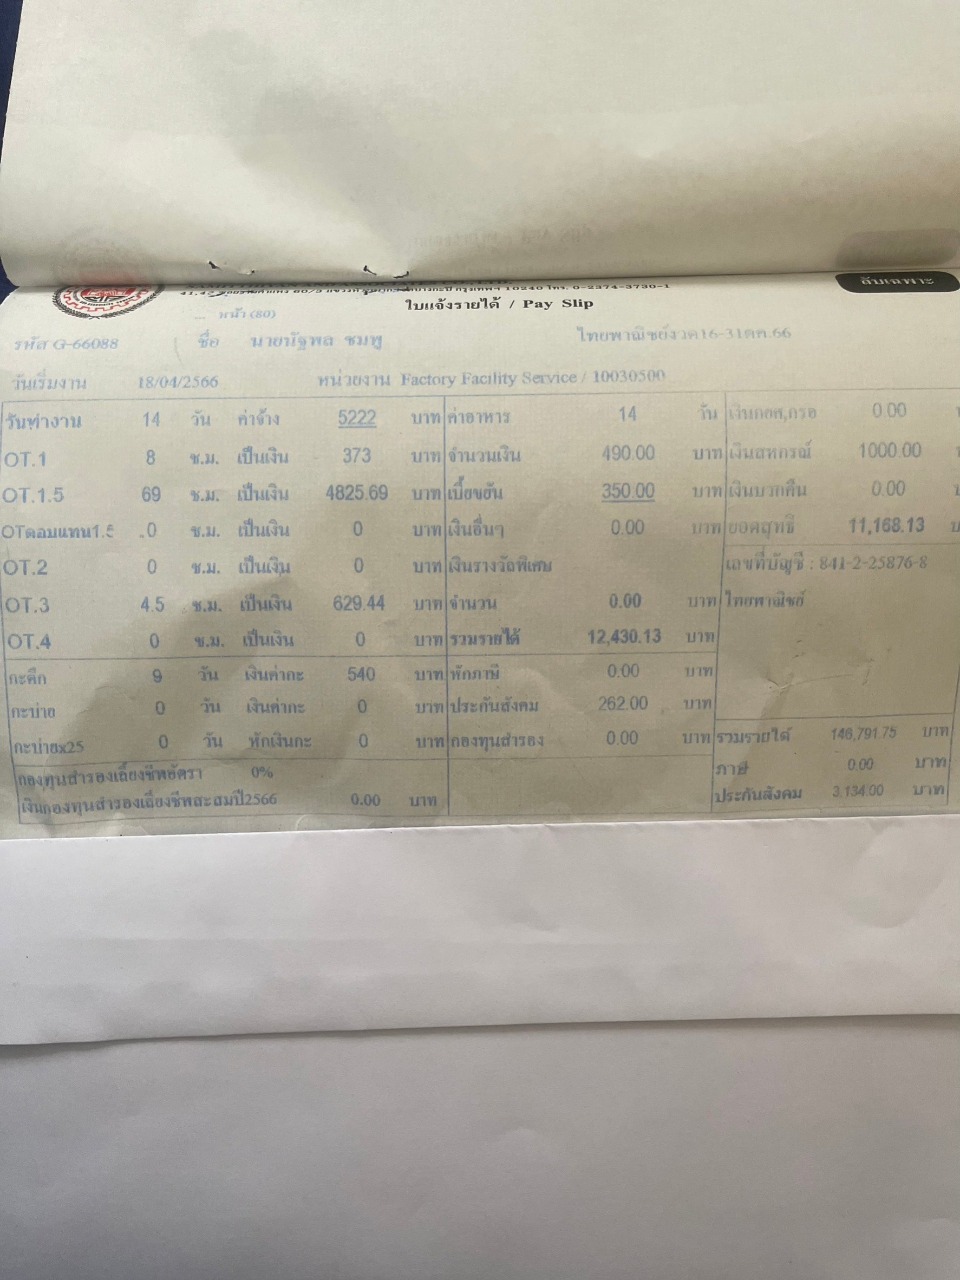 กรุงเทพฯ 10240 โทร. 0-2374-3730-1
ลับเฉพาะ
ใบแจ้งรายได้ / Pay Slip
... หน้า (80)
รหัส G-66088 ชื่อ นายนัฐพล ชมพู ไทยพาณิชย์งวด16-31ตค.66
วันเริ่มงาน 18/04/2566 หน่วยงาน Factory Facility Service / 10030500
วันทำงาน 14 วัน ค่าจ้าง 5222 บาท ค่าอาหาร 14 วัน เงินกยศ,กรอ 0.00
OT.1 8 ช.ม. เป็นเงิน 373 บาท จำนวนเงิน 490.00 บาท เงินสหกรณ์ 1000.00
OT.1.5 69 ช.ม. เป็นเงิน 4825.69 บาท เบี้ยขยัน 350.00 บาท เงินบวกคืน 0.00
OTตอบแทน1.5 .0 ช.ม. เป็นเงิน 0 บาท เงินอื่นๆ 0.00 บาท ยอดสุทธิ 11,168.13 บ
OT.2 0 ช.ม. เป็นเงิน 0 บาท เงินรางวัลพิเศษ เลขที่บัญชี : 841-2-25876-8
OT.3 4.5 ช.ม. เป็นเงิน 629.44 บาท จำนวน 0.00 บาท ไทยพาณิชย์
OT.4 0 ช.ม. เป็นเงิน 0 บาท รวมรายได้ 12,430.13 บาท
กะดึก 9 วัน เงินค่ากะ 540 บาท หักภาษี 0.00 บาท
กะบ่าย 0 วัน เงินค่ากะ 0 บาท ประกันสังคม 262.00 บาท
กะบ่ายx25 0 วัน หักเงินกะ 0 บาท กองทุนสำรอง 0.00 บาท รวมรายได้ 146,791.75 บาท
กองทุนสำรองเลี้ยงชีพอัตรา 0% ภาษี 0.00 บาท
เงินกองทุนสำรองเลี้ยงชีพสะสมปี2566 0.00 บาท ประกันสังคม 3,134.00 บาท